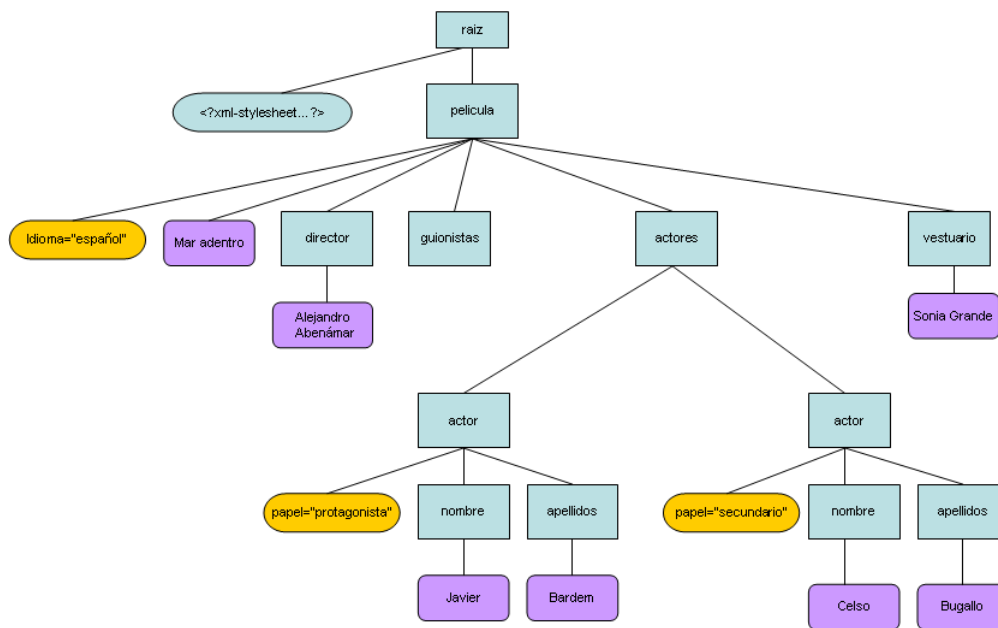 raiz
<?xml-stylesheet...?>
pelicula
Idioma="español"
Mar adentro
director
guionistas
actores
vestuario
Alejandro
Abenámar
Sonia Grande
actor
actor
papel="protagonista"
nombre
apellidos
papel="secundario"
nombre
apellidos
Javier
Bardem
Celso
Bugallo